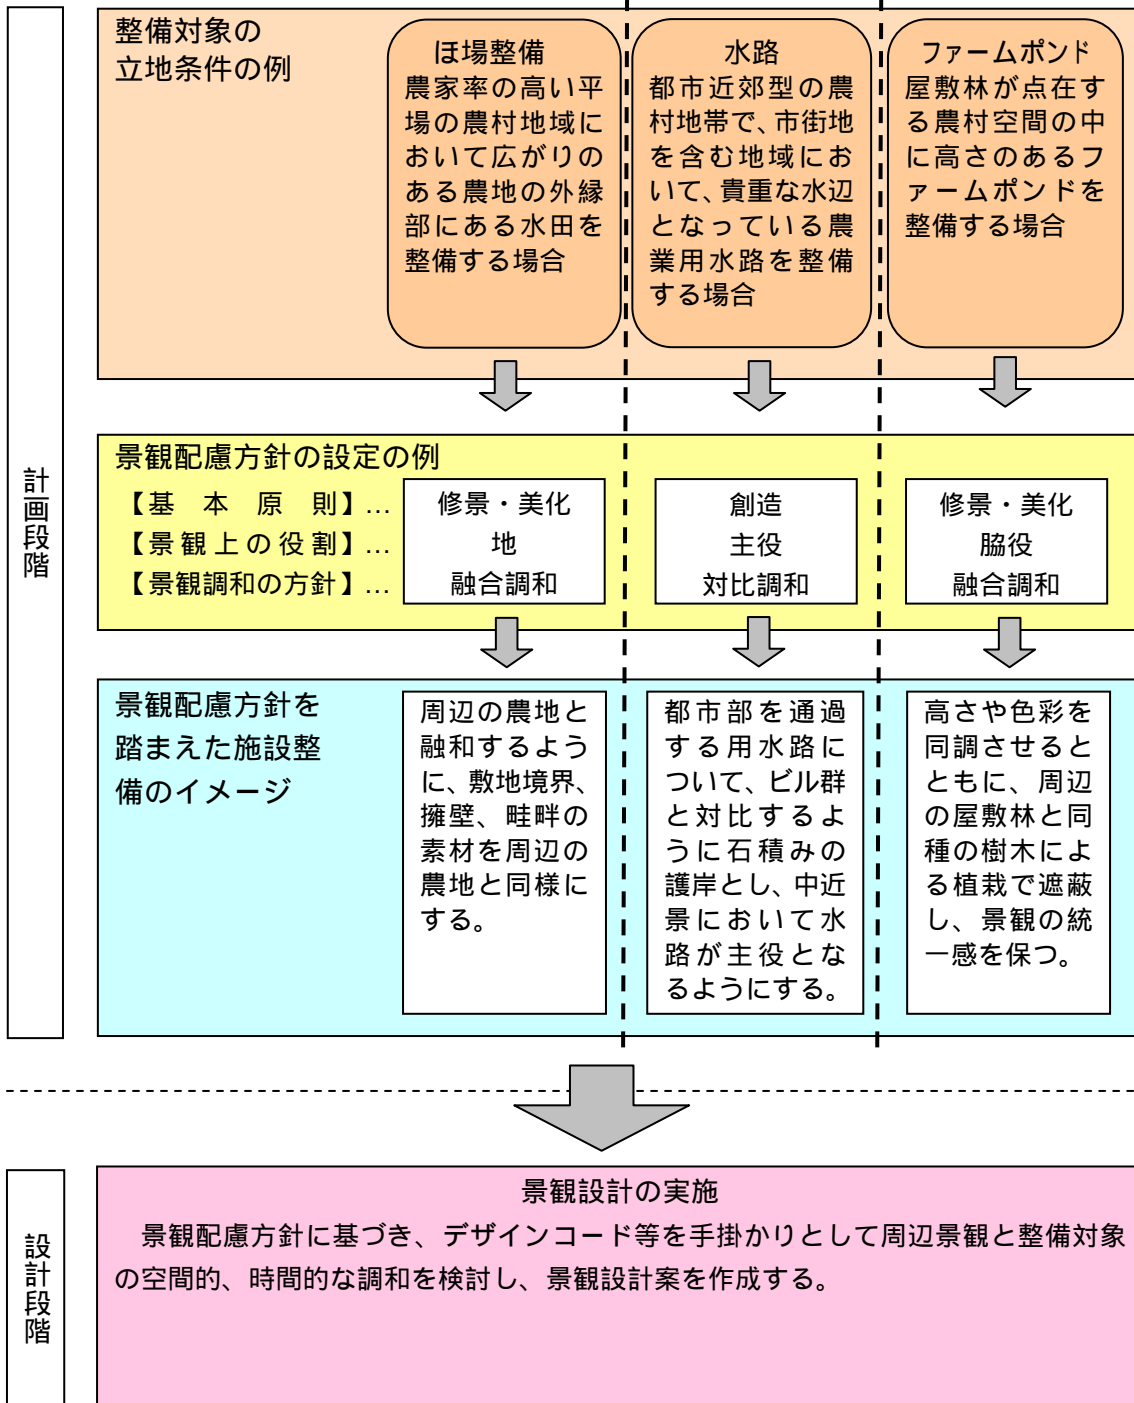 計画段階
整備対象の
立地条件の例
ほ場整備
農家率の高い平
場の農村地域に
おいて広がりの
ある農地の外縁
部にある水田を
整備する場合
水路
都市近郊型の農
村地帯で、市街地
を含む地域にお
いて、貴重な水辺
となっている農
業用水路を整備
する場合
ファームポンド
屋敷林が点在す
る農村空間の中
に高さのあるフ
ァームポンドを
整備する場合
景観配慮方針の設定の例
【基本原則】…
【景観上の役割】…
【景観調和の方針】…
修景・美化
地
融合調和
創造
主役
対比調和
修景・美化
脇役
融合調和
景観配慮方針を
踏まえた施設整
備のイメージ
周辺の農地と
融和するよう
に、敷地境界、
擁壁、畦畔の
素材を周辺の
農地と同様に
する。
都市部を通過
する用水路に
ついて、ビル群
と対比するよ
うに石積みの
護岸とし、中近
景において水
路が主役とな
るようにする。
高さや色彩を
同調させると
ともに、周辺
の屋敷林と同
種の樹木によ
る植栽で遮蔽
し、景観の統
一感を保つ。
設計段階
景観設計の実施
景観配慮方針に基づき、デザインコード等を手掛かりとして周辺景観と整備対象
の空間的、時間的な調和を検討し、景観設計案を作成する。